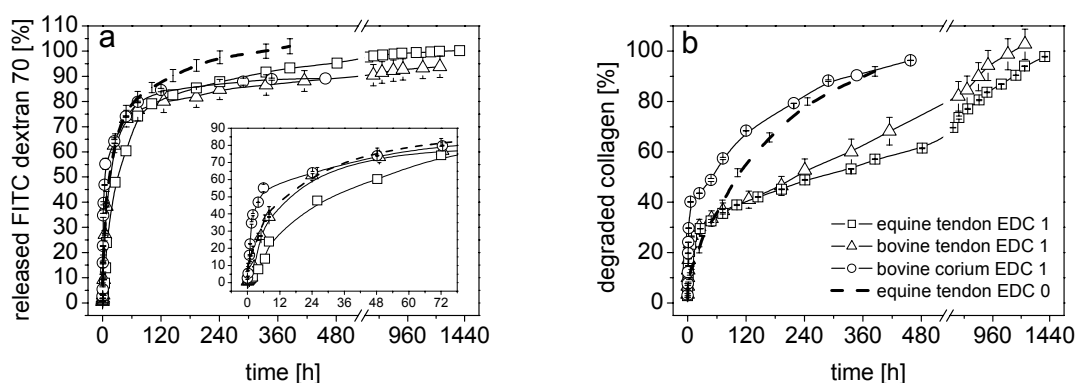 a
released FITC dextran 70 [%]
110
100
90
80
70
60
50
40
30
20
10
0
0 120 240 360 480 960 1440
time [h]
90
80
70
60
50
40
30
20
10
0
0 12 24 36 48 60 72
b
degraded collagen [%]
100
80
60
40
20
0
0 120 240 360 480 960 1440
time [h]
equine tendon EDC 1
bovine tendon EDC 1
bovine corium EDC 1
equine tendon EDC 0